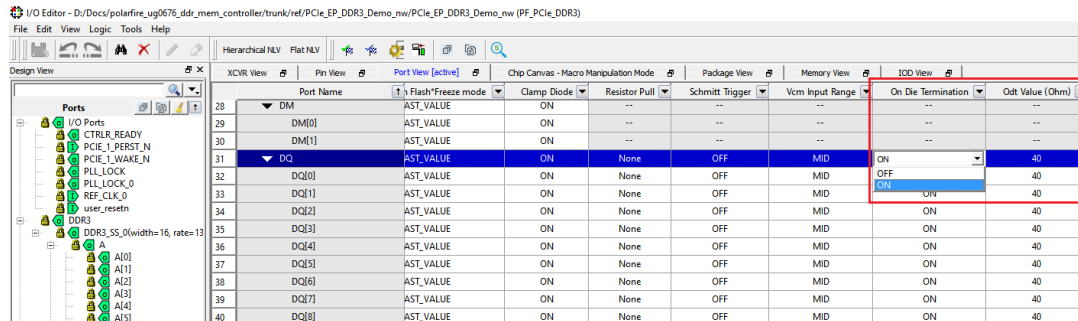 I/O Editor - D:/Docs/polarfire_ug0676_ddr_mem_controller/trunk/ref/PCIe_EP_DDR3_Demo_nw/PCIe_EP_DDR3_Demo_nw (PF_PCIe_DDR3)
File Edit View Logic Tools Help
Hierarchical NLV Flat NLV
Design View
XCVR View Pin View Port View [active] Chip Canvas - Macro Manipulation Mode Package View Memory View IOD View
Port Name Flash*Freeze mode Clamp Diode Resistor Pull Schmitt Trigger Vcm Input Range On Die Termination Odt Value (Ohm)
Ports
I/O Ports
CTRLR_READY
PCIE_1_PERST_N
PCIE_1_WAKE_N
PLL_LOCK
PLL_LOCK_0
REF_CLK_0
user_resetn
DDR3
DDR3_SS_0(width=16, rate=13
A
A[0]
A[1]
A[2]
A[3]
A[4]
A[5]
28 DM AST_VALUE ON -- -- -- -- --
29 DM[0] AST_VALUE ON -- -- -- -- --
30 DM[1] AST_VALUE ON -- -- -- -- --
31 DQ AST_VALUE ON None OFF MID ON 40
OFF
ON
32 DQ[0] AST_VALUE ON None OFF MID 40
33 DQ[1] AST_VALUE ON None OFF MID ON 40
34 DQ[2] AST_VALUE ON None OFF MID ON 40
35 DQ[3] AST_VALUE ON None OFF MID ON 40
36 DQ[4] AST_VALUE ON None OFF MID ON 40
37 DQ[5] AST_VALUE ON None OFF MID ON 40
38 DQ[6] AST_VALUE ON None OFF MID ON 40
39 DQ[7] AST_VALUE ON None OFF MID ON 40
40 DQ[8] AST_VALUE ON None OFF MID ON 40